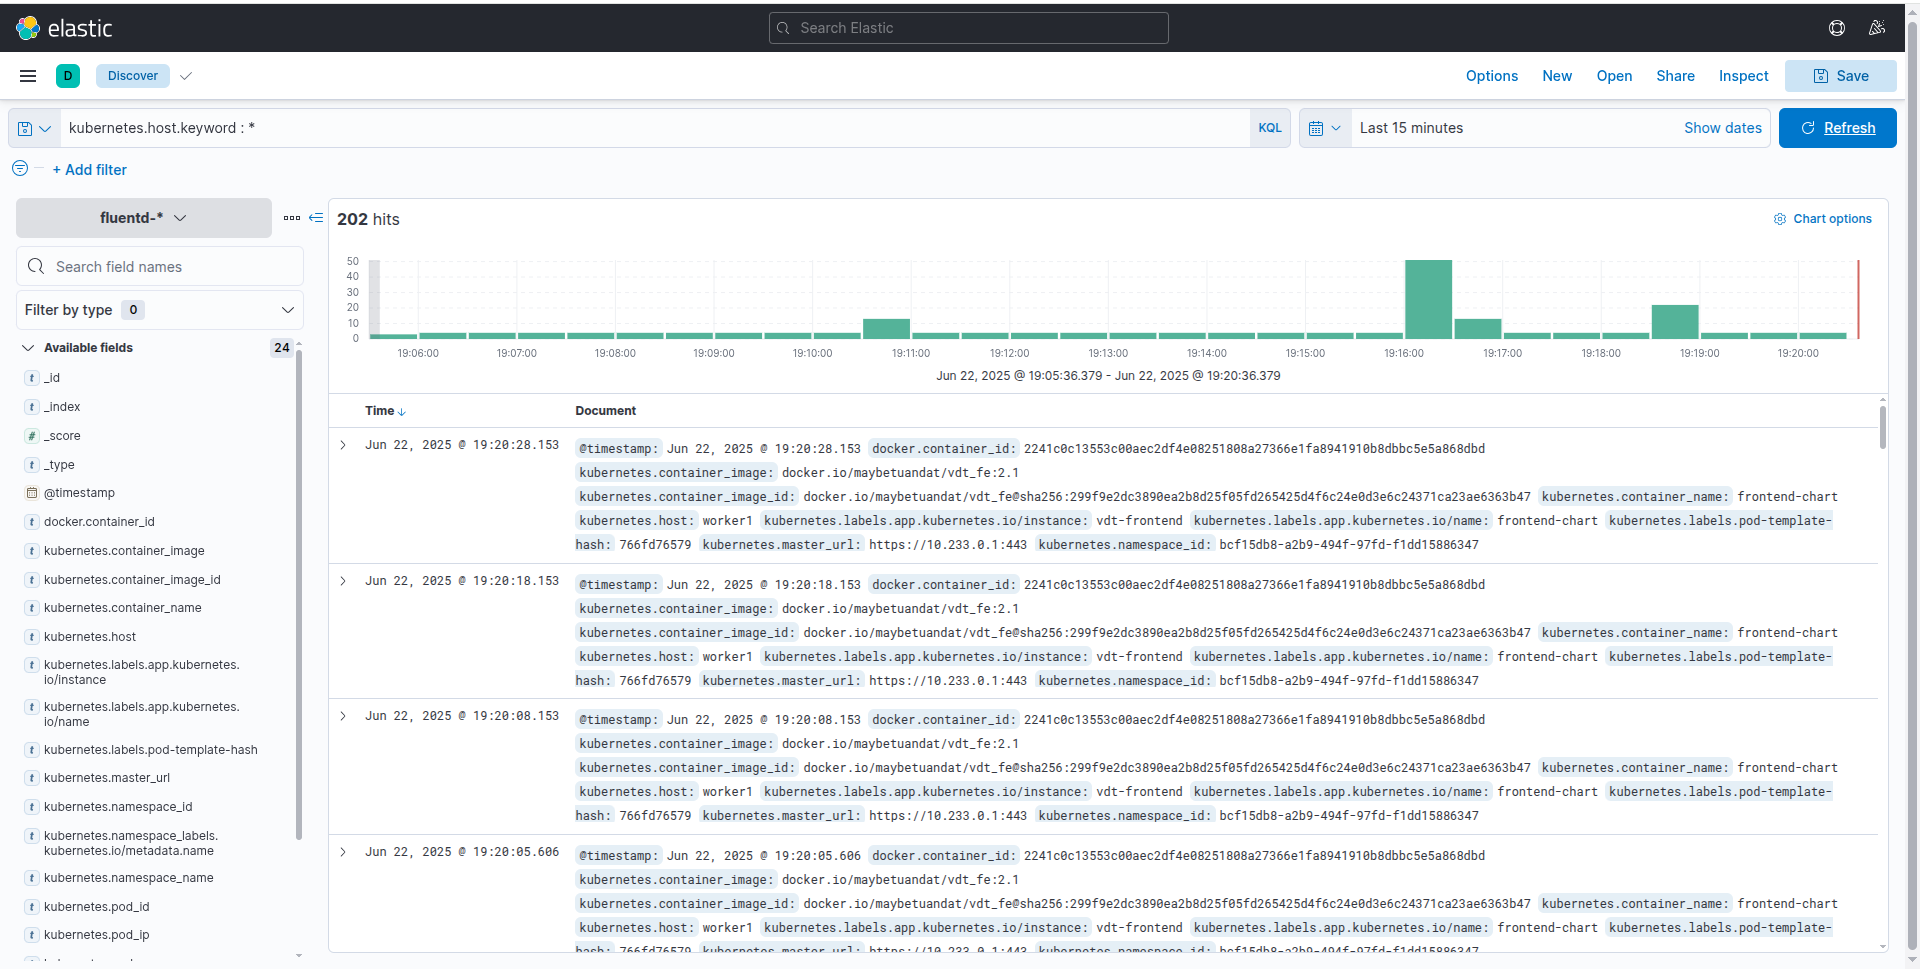 elastic
Search Elastic
D Discover
Options New Open Share Inspect Save
kubernetes.host.keyword : *
KQL
Last 15 minutes
Show dates
Refresh
+ Add filter
fluentd-*
Search field names
Filter by type 0
Available fields 24
t _id
t _index
# _score
t _type
@timestamp
t docker.container_id
t kubernetes.container_image
t kubernetes.container_image_id
t kubernetes.container_name
t kubernetes.host
t kubernetes.labels.app.kubernetes.
io/instance
t kubernetes.labels.app.kubernetes.
io/name
t kubernetes.labels.pod-template-hash
t kubernetes.master_url
t kubernetes.namespace_id
t kubernetes.namespace_labels.
kubernetes.io/metadata.name
t kubernetes.namespace_name
t kubernetes.pod_id
t kubernetes.pod_ip
202 hits
Chart options
50
40
30
20
10
0
19:06:00 19:07:00 19:08:00 19:09:00 19:10:00 19:11:00 19:12:00 19:13:00 19:14:00 19:15:00 19:16:00 19:17:00 19:18:00 19:19:00 19:20:00
Jun 22, 2025 @ 19:05:36.379 - Jun 22, 2025 @ 19:20:36.379
Time Document
Jun 22, 2025 @ 19:20:28.153 @timestamp: Jun 22, 2025 @ 19:20:28.153 docker.container_id: 2241c0c13553c00aec2df4e08251808a27366e1fa8941910b8dbbc5e5a868dbd
kubernetes.container_image: docker.io/maybetuandat/vdt_fe:2.1
kubernetes.container_image_id: docker.io/maybetuandat/vdt_fe@sha256:299f9e2dc3890ea2b8d25f05fd265425d4f6c24e0d3e6c24371ca23ae6363b47 kubernetes.container_name: frontend-chart
kubernetes.host: worker1 kubernetes.labels.app.kubernetes.io/instance: vdt-frontend kubernetes.labels.app.kubernetes.io/name: frontend-chart kubernetes.labels.pod-template-
hash: 766fd76579 kubernetes.master_url: https://10.233.0.1:443 kubernetes.namespace_id: bcf15db8-a2b9-494f-97fd-f1dd15886347
Jun 22, 2025 @ 19:20:18.153 @timestamp: Jun 22, 2025 @ 19:20:18.153 docker.container_id: 2241c0c13553c00aec2df4e08251808a27366e1fa8941910b8dbbc5e5a868dbd
kubernetes.container_image: docker.io/maybetuandat/vdt_fe:2.1
kubernetes.container_image_id: docker.io/maybetuandat/vdt_fe@sha256:299f9e2dc3890ea2b8d25f05fd265425d4f6c24e0d3e6c24371ca23ae6363b47 kubernetes.container_name: frontend-chart
kubernetes.host: worker1 kubernetes.labels.app.kubernetes.io/instance: vdt-frontend kubernetes.labels.app.kubernetes.io/name: frontend-chart kubernetes.labels.pod-template-
hash: 766fd76579 kubernetes.master_url: https://10.233.0.1:443 kubernetes.namespace_id: bcf15db8-a2b9-494f-97fd-f1dd15886347
Jun 22, 2025 @ 19:20:08.153 @timestamp: Jun 22, 2025 @ 19:20:08.153 docker.container_id: 2241c0c13553c00aec2df4e08251808a27366e1fa8941910b8dbbc5e5a868dbd
kubernetes.container_image: docker.io/maybetuandat/vdt_fe:2.1
kubernetes.container_image_id: docker.io/maybetuandat/vdt_fe@sha256:299f9e2dc3890ea2b8d25f05fd265425d4f6c24e0d3e6c24371ca23ae6363b47 kubernetes.container_name: frontend-chart
kubernetes.host: worker1 kubernetes.labels.app.kubernetes.io/instance: vdt-frontend kubernetes.labels.app.kubernetes.io/name: frontend-chart kubernetes.labels.pod-template-
hash: 766fd76579 kubernetes.master_url: https://10.233.0.1:443 kubernetes.namespace_id: bcf15db8-a2b9-494f-97fd-f1dd15886347
Jun 22, 2025 @ 19:20:05.606 @timestamp: Jun 22, 2025 @ 19:20:05.606 docker.container_id: 2241c0c13553c00aec2df4e08251808a27366e1fa8941910b8dbbc5e5a868dbd
kubernetes.container_image: docker.io/maybetuandat/vdt_fe:2.1
kubernetes.container_image_id: docker.io/maybetuandat/vdt_fe@sha256:299f9e2dc3890ea2b8d25f05fd265425d4f6c24e0d3e6c24371ca23ae6363b47 kubernetes.container_name: frontend-chart
kubernetes.host: worker1 kubernetes.labels.app.kubernetes.io/instance: vdt-frontend kubernetes.labels.app.kubernetes.io/name: frontend-chart kubernetes.labels.pod-template-
hash: 766fd76579 kubernetes.master_url: https://10.233.0.1:443 kubernetes.namespace_id: bcf15db8-a2b9-494f-97fd-f1dd15886347